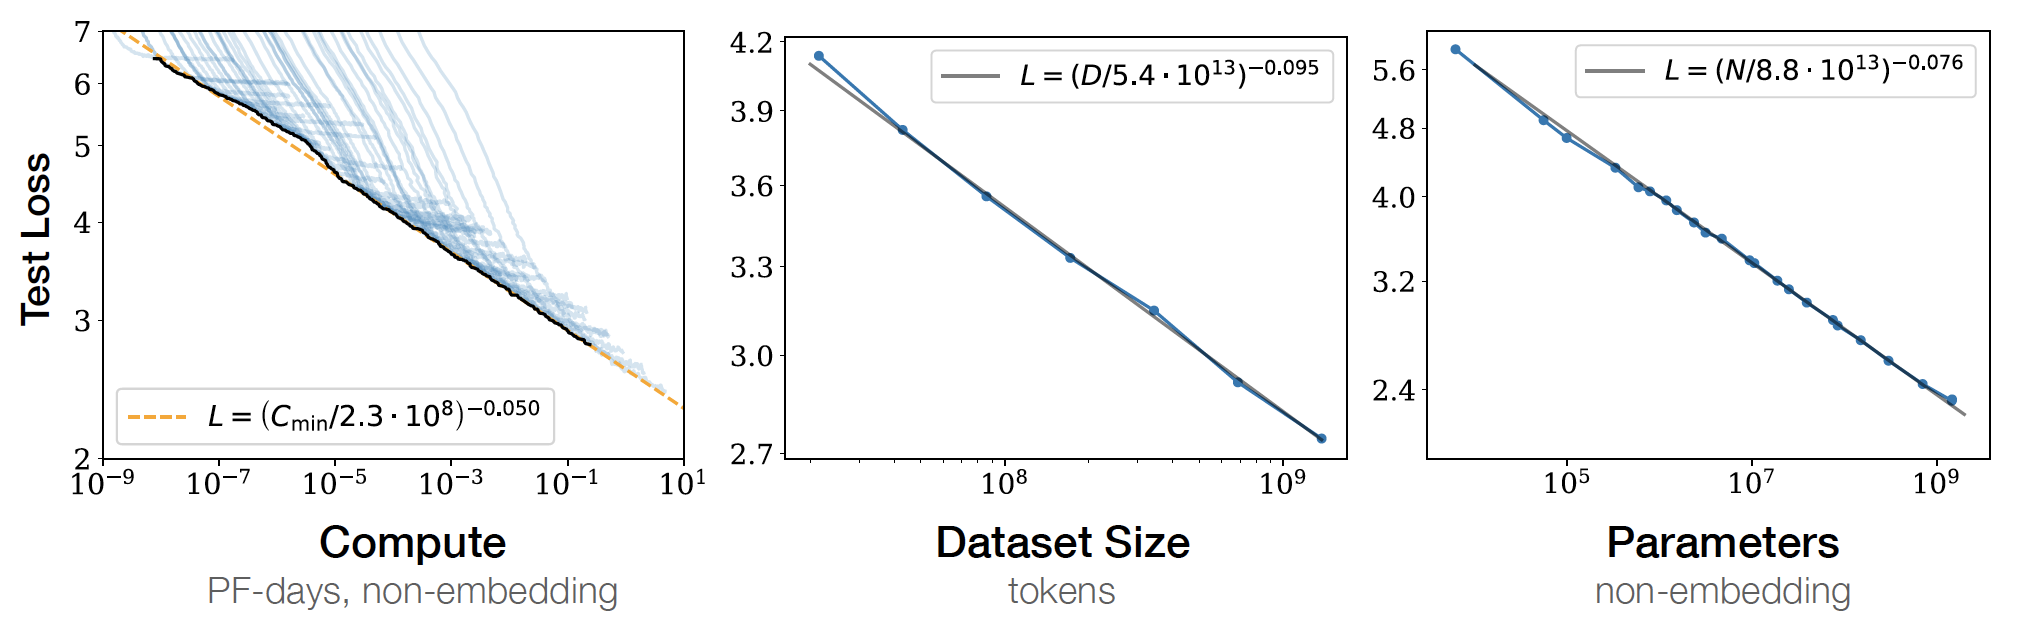 Test Loss
7
6
5
4
3
2
L = (C_min/2.3 · 10^8)^−0.050
10^−9 10^−7 10^−5 10^−3 10^−1 10^1
Compute
PF-days, non-embedding
4.2
3.9
3.6
3.3
3.0
2.7
L = (D/5.4 · 10^13)^−0.095
10^8 10^9
Dataset Size
tokens
5.6
4.8
4.0
3.2
2.4
L = (N/8.8 · 10^13)^−0.076
10^5 10^7 10^9
Parameters
non-embedding